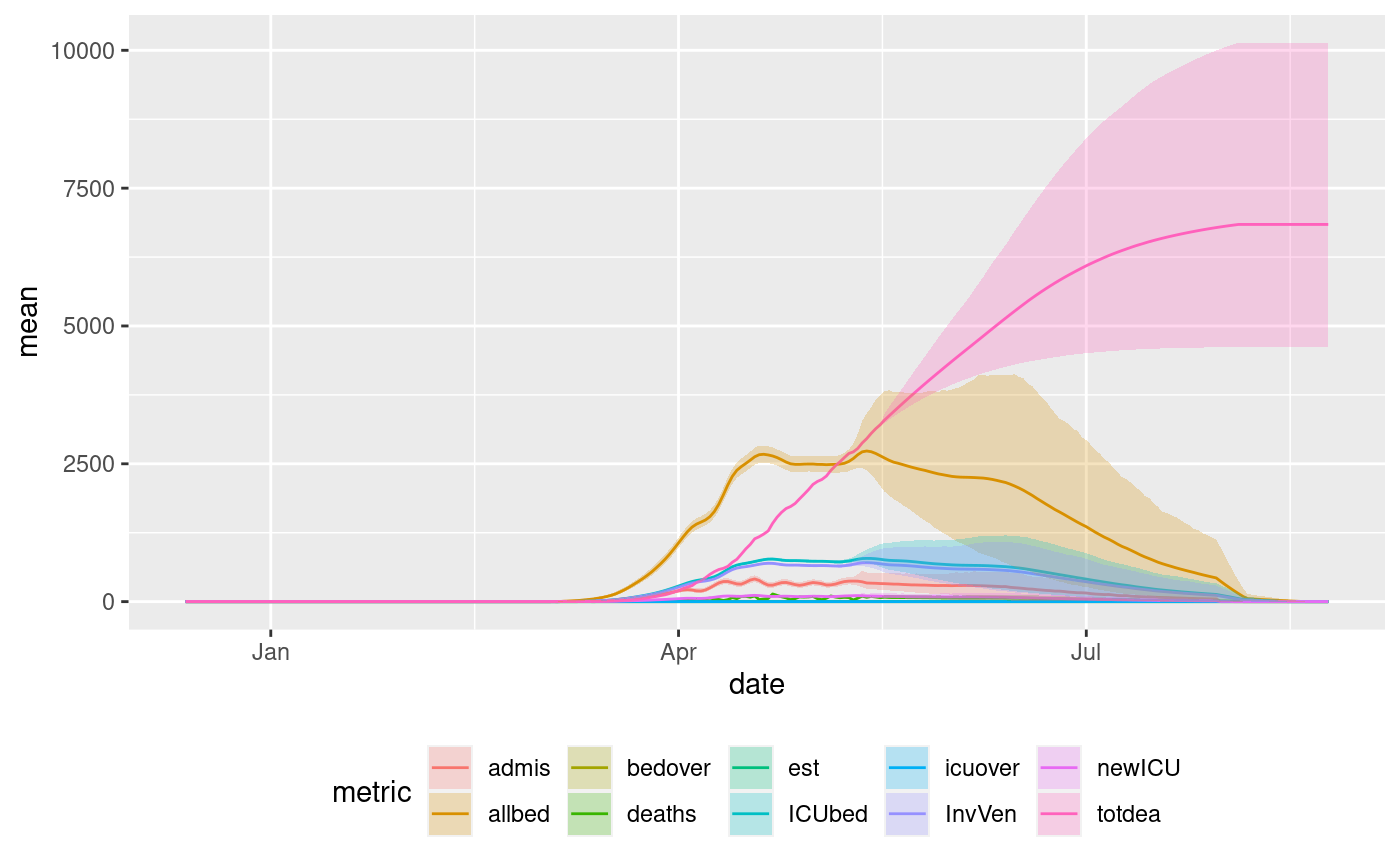 10000
7500
5000
2500
0
mean
Jan Apr Jul
date
metric
admis bedover est icuover newICU
allbed deaths ICUbed InvVen totdea